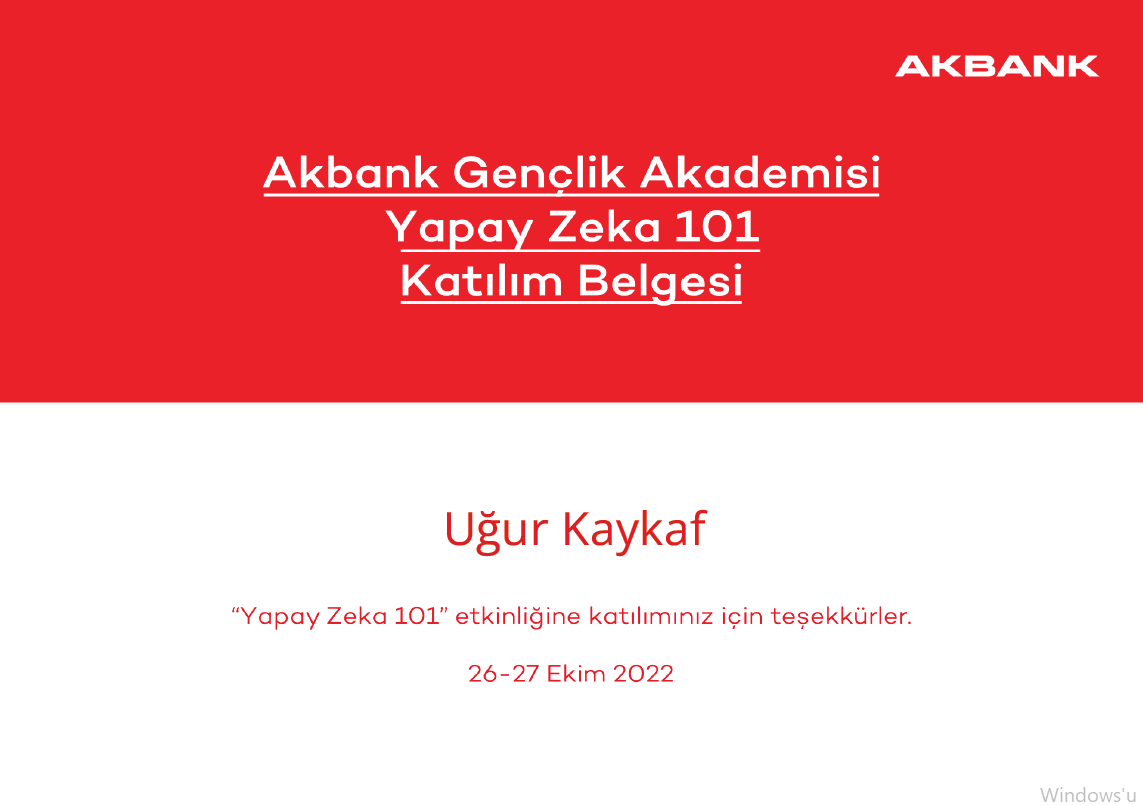 AKBANK
Akbank Gençlik Akademisi
Yapay Zeka 101
Katılım Belgesi
Uğur Kaykaf
“Yapay Zeka 101” etkinliğine katılımınız için teşekkürler.
26-27 Ekim 2022
Windows'u